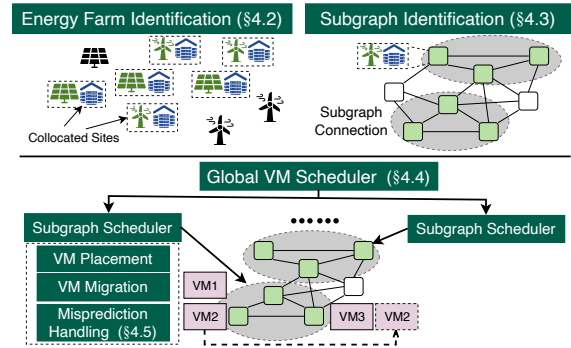 Energy Farm Identification (§4.2)
Subgraph Identification (§4.3)
Collocated Sites
Subgraph
Connection
Global VM Scheduler (§4.4)
Subgraph Scheduler
Subgraph Scheduler
VM Placement
VM Migration
Misprediction
Handling (§4.5)
VM1
VM2
VM3
VM2